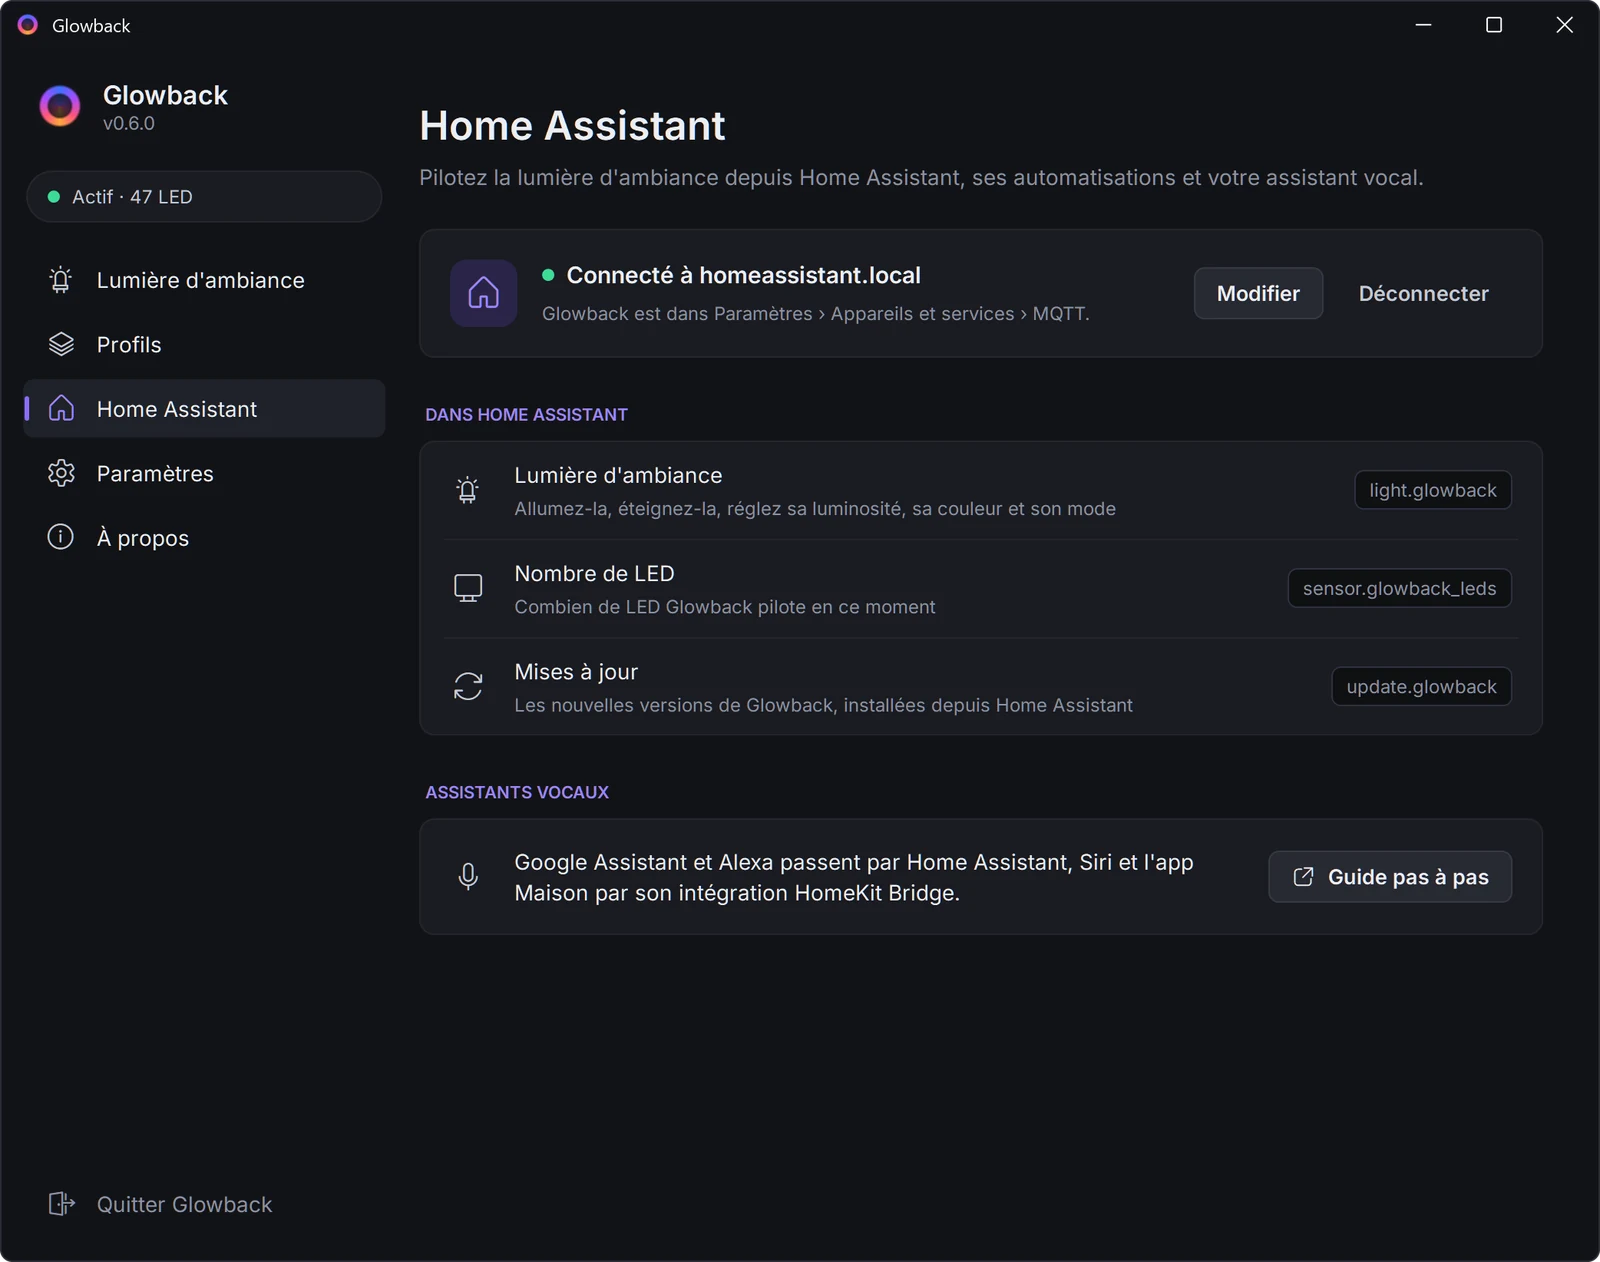 Glowback
Glowback
v0.6.0
Actif · 47 LED
Lumière d'ambiance
Profils
Home Assistant
Paramètres
À propos
Quitter Glowback
Home Assistant
Pilotez la lumière d'ambiance depuis Home Assistant, ses automatisations et votre assistant vocal.
Connecté à homeassistant.local
Glowback est dans Paramètres › Appareils et services › MQTT.
Modifier
Déconnecter
DANS HOME ASSISTANT
Lumière d'ambiance
Allumez-la, éteignez-la, réglez sa luminosité, sa couleur et son mode
light.glowback
Nombre de LED
Combien de LED Glowback pilote en ce moment
sensor.glowback_leds
Mises à jour
Les nouvelles versions de Glowback, installées depuis Home Assistant
update.glowback
ASSISTANTS VOCAUX
Google Assistant et Alexa passent par Home Assistant, Siri et l'app
Maison par son intégration HomeKit Bridge.
Guide pas à pas